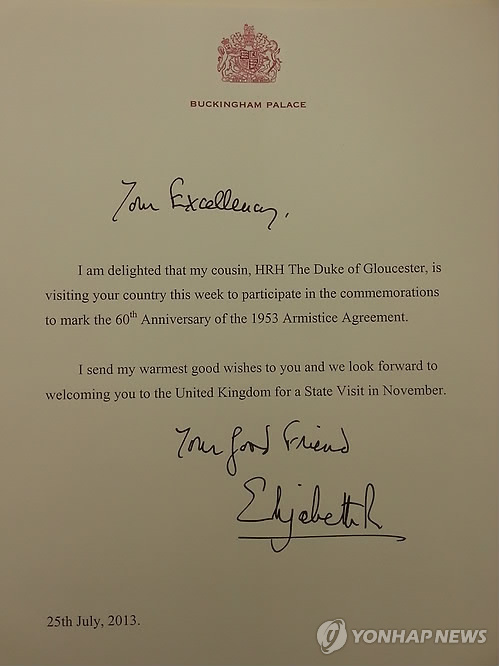 BUCKINGHAM PALACE
Your Excellency,
I am delighted that my cousin, HRH The Duke of Gloucester, is
visiting your country this week to participate in the commemorations
to mark the 60th Anniversary of the 1953 Armistice Agreement.
I send my warmest good wishes to you and we look forward to
welcoming you to the United Kingdom for a State Visit in November.
Your good Friend
Elizabeth R
25th July, 2013.
YONHAP NEWS